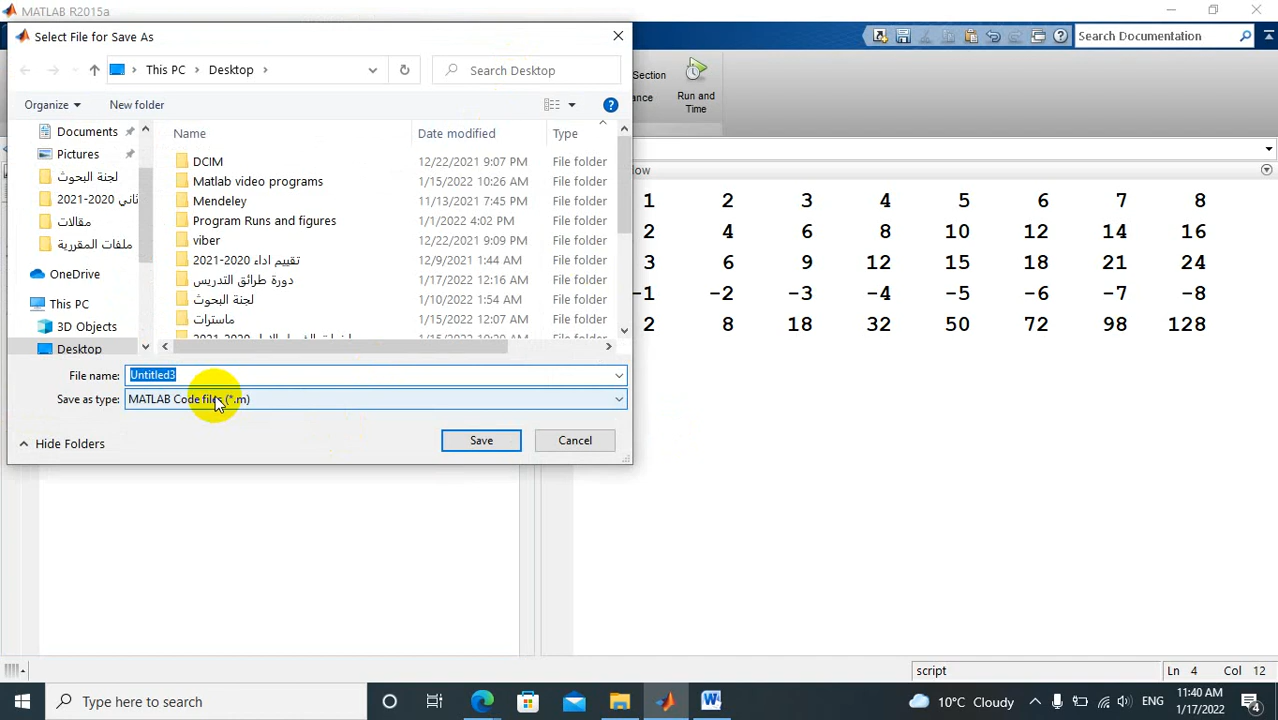 MATLAB R2015a
Select File for Save As
Search Documentation
This PC
Desktop
Search Desktop
Section
Run and
Time
Organize
New folder
Documents
Pictures
لجنة البحوث
ثاني 2020-2021
مقالات
ملفات المقررية
OneDrive
This PC
3D Objects
Desktop
Name Date modified Type
DCIM 12/22/2021 9:07 PM File folder
Matlab video programs 1/15/2022 10:26 AM File folder
Mendeley 11/13/2021 7:45 PM File folder
Program Runs and figures 1/1/2022 4:02 PM File folder
viber 12/22/2021 9:09 PM File folder
تقييم اداء 2020-2021 12/9/2021 1:44 AM File folder
دورة طرائق التدريس 1/17/2022 12:16 AM File folder
لجنة البحوث 1/10/2022 1:54 AM File folder
ماسترات 1/15/2022 12:07 AM File folder
File name: Untitled3
Save as type: MATLAB Code files (*.m)
Hide Folders
Save
Cancel
1 2 3 4 5 6 7 8
2 4 6 8 10 12 14 16
3 6 9 12 15 18 21 24
-1 -2 -3 -4 -5 -6 -7 -8
2 8 18 32 50 72 98 128
script
Ln 4 Col 12
Type here to search
10°C Cloudy
ENG
11:40 AM
1/17/2022
4